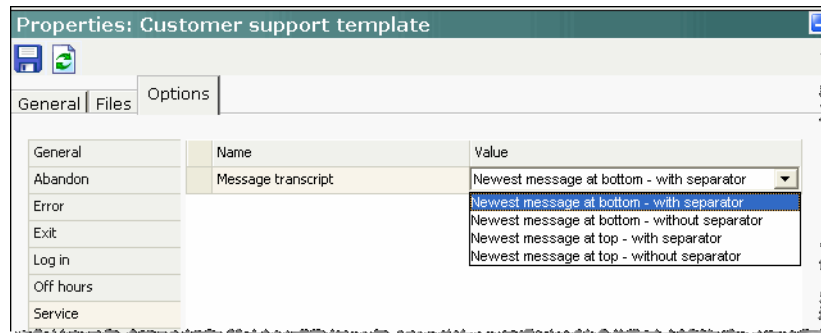 Properties: Customer support template
General Files Options
General
Name Value
Abandon
Message transcript Newest message at bottom - with separator
Error
Newest message at bottom - with separator
Newest message at bottom - without separator
Exit
Newest message at top - with separator
Log in
Newest message at top - without separator
Off hours
Service